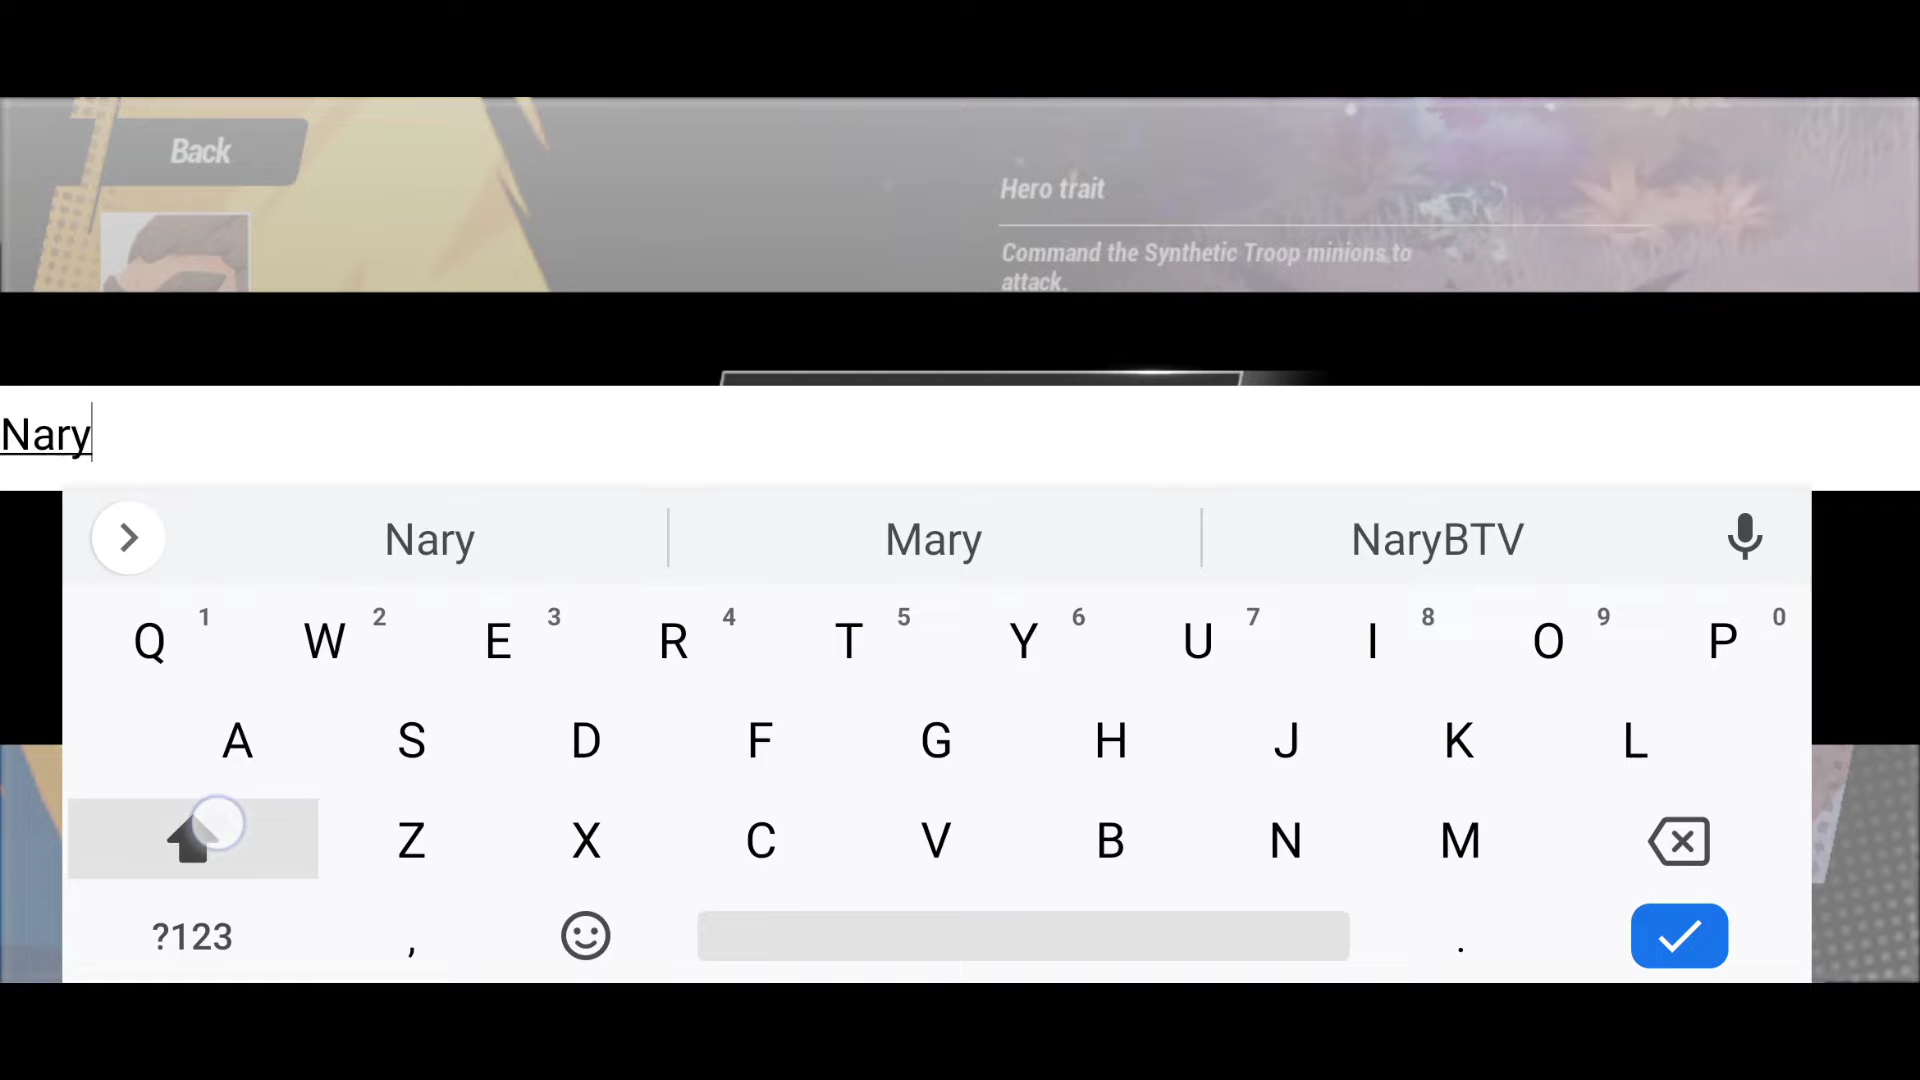 Back
Hero trait
Command the Synthetic Troop minions to
attack.
Nary
Nary Mary NaryBTV
Q 1 W 2 E 3 R 4 T 5 Y 6 U 7 I 8 O 9 P 0
A S D F G H J K L
Z X C V B N M
?123 , .